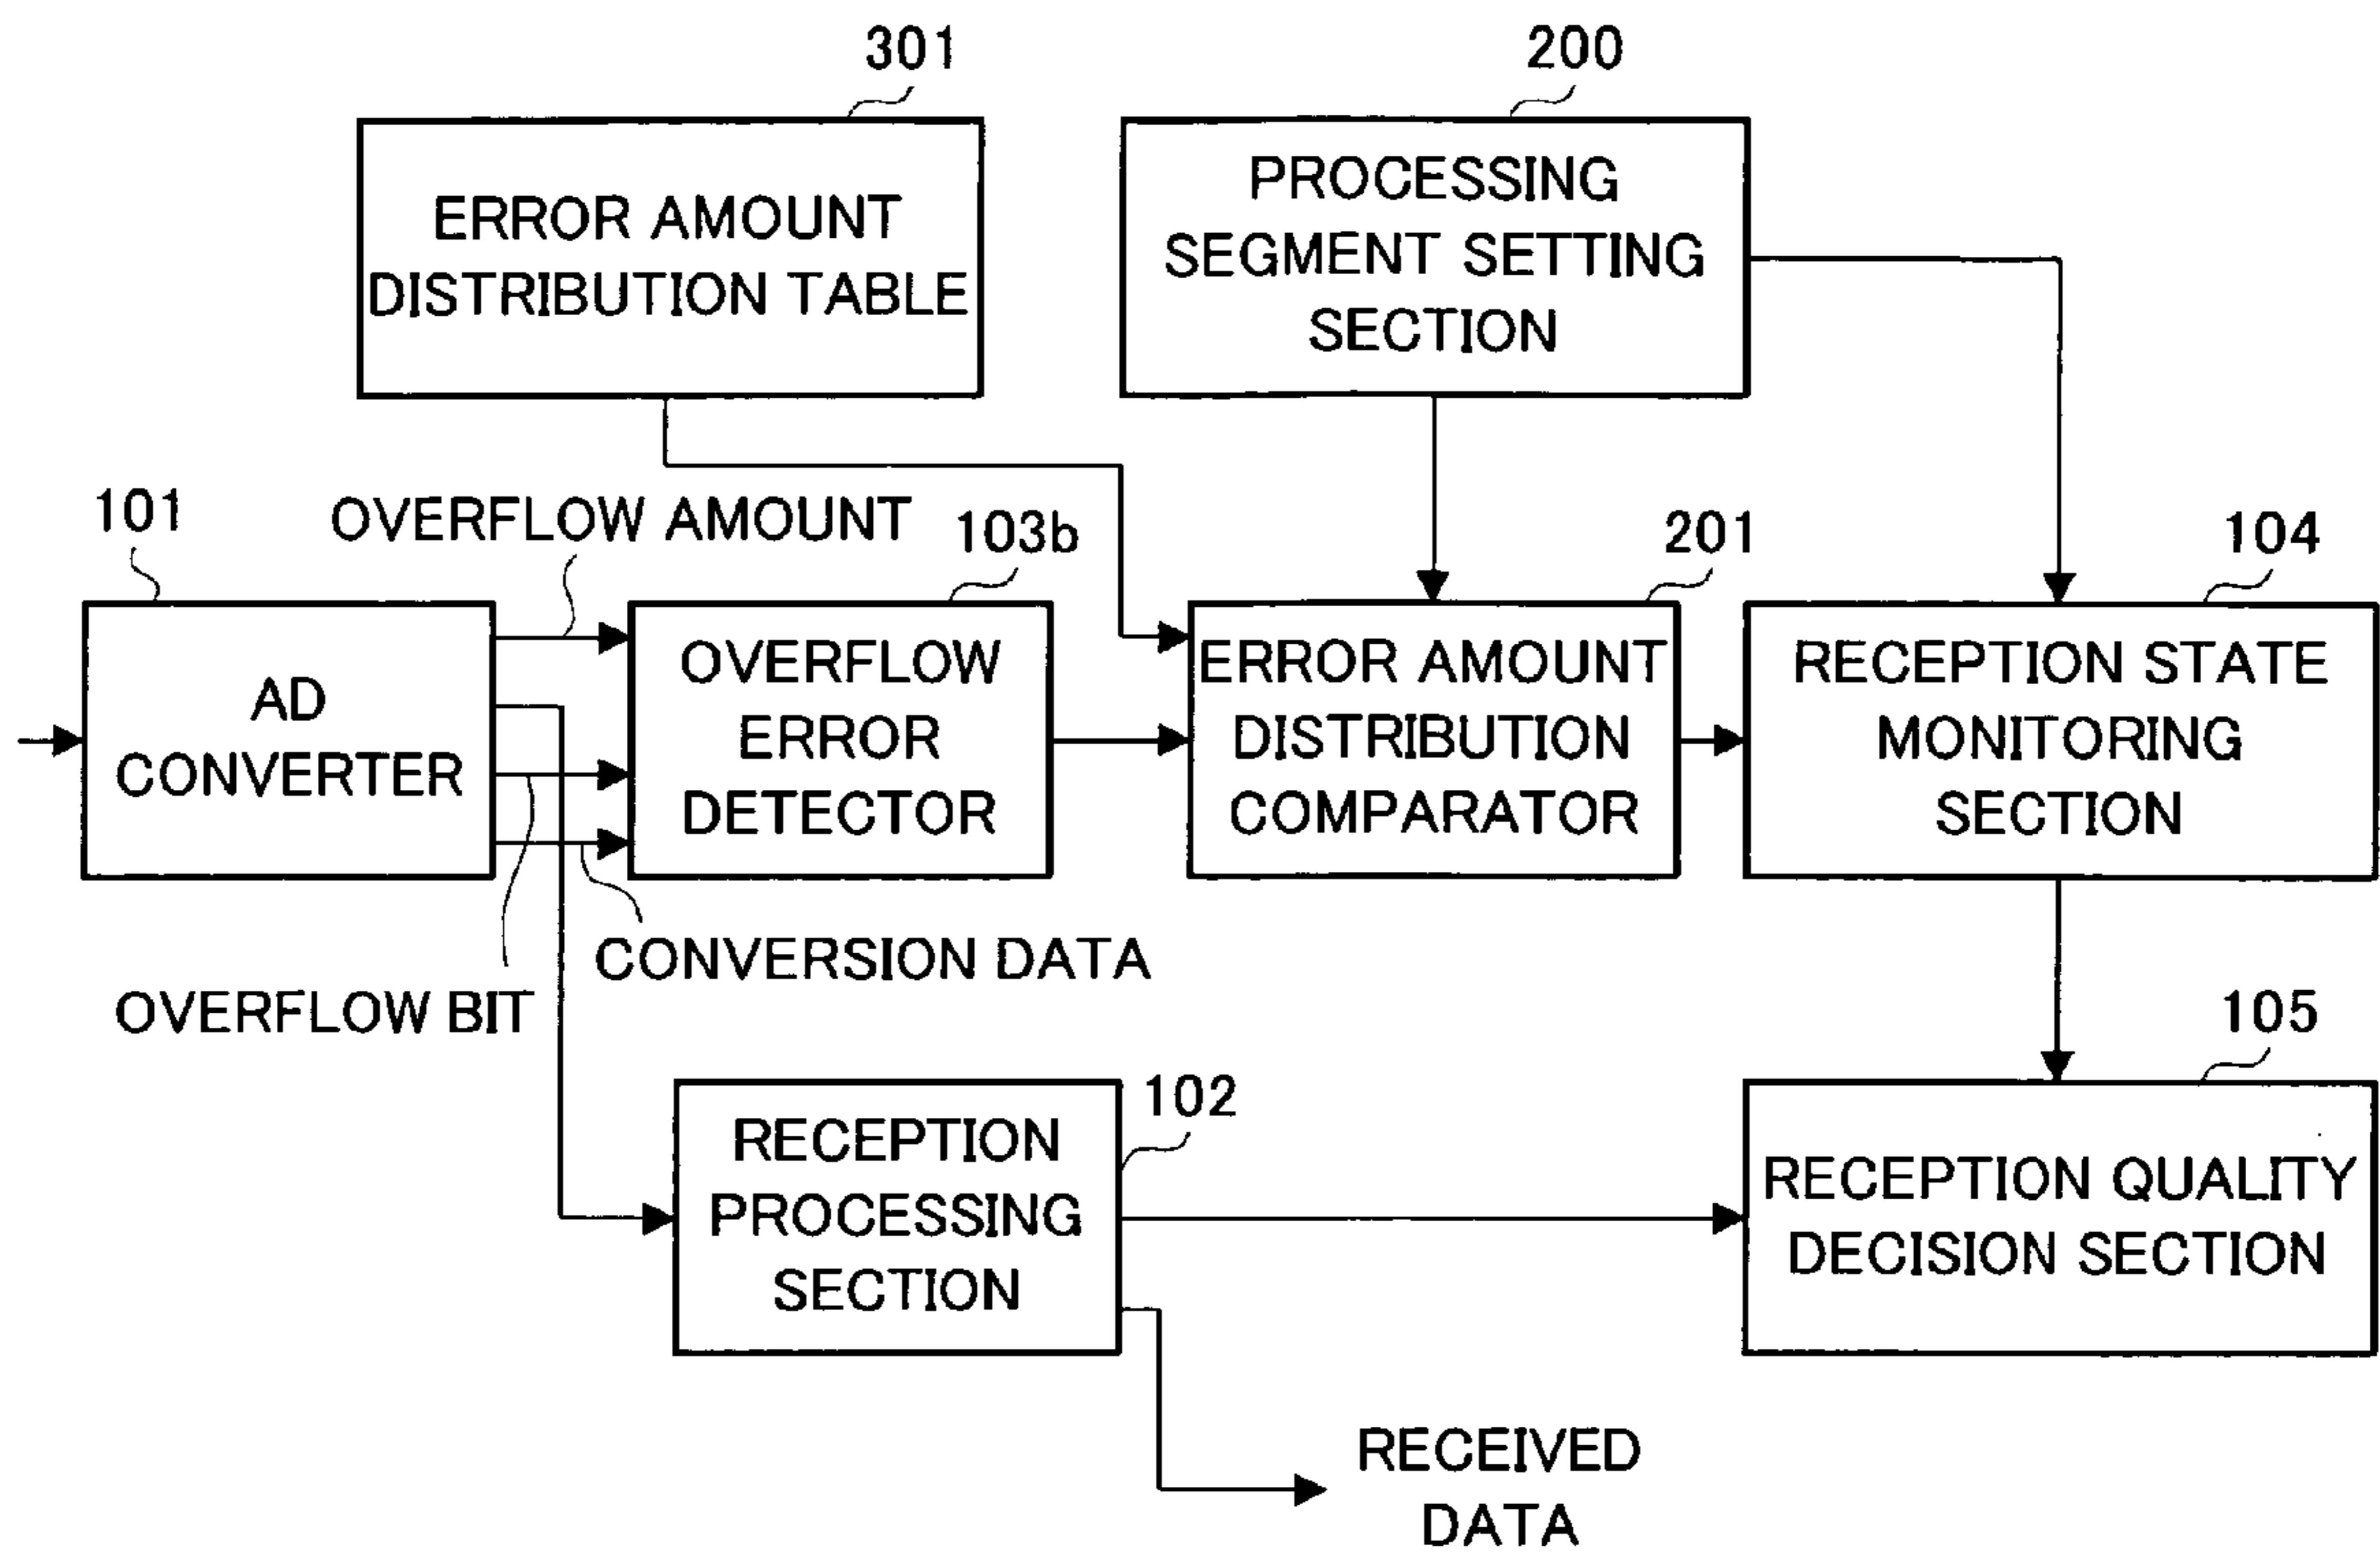 301
200
ERROR AMOUNT
DISTRIBUTION TABLE
PROCESSING
SEGMENT SETTING
SECTION
101
OVERFLOW AMOUNT
103b
201
104
AD
CONVERTER
OVERFLOW
ERROR
DETECTOR
ERROR AMOUNT
DISTRIBUTION
COMPARATOR
RECEPTION STATE
MONITORING
SECTION
CONVERSION DATA
OVERFLOW BIT
102
105
RECEPTION
PROCESSING
SECTION
RECEPTION QUALITY
DECISION SECTION
RECEIVED
DATA